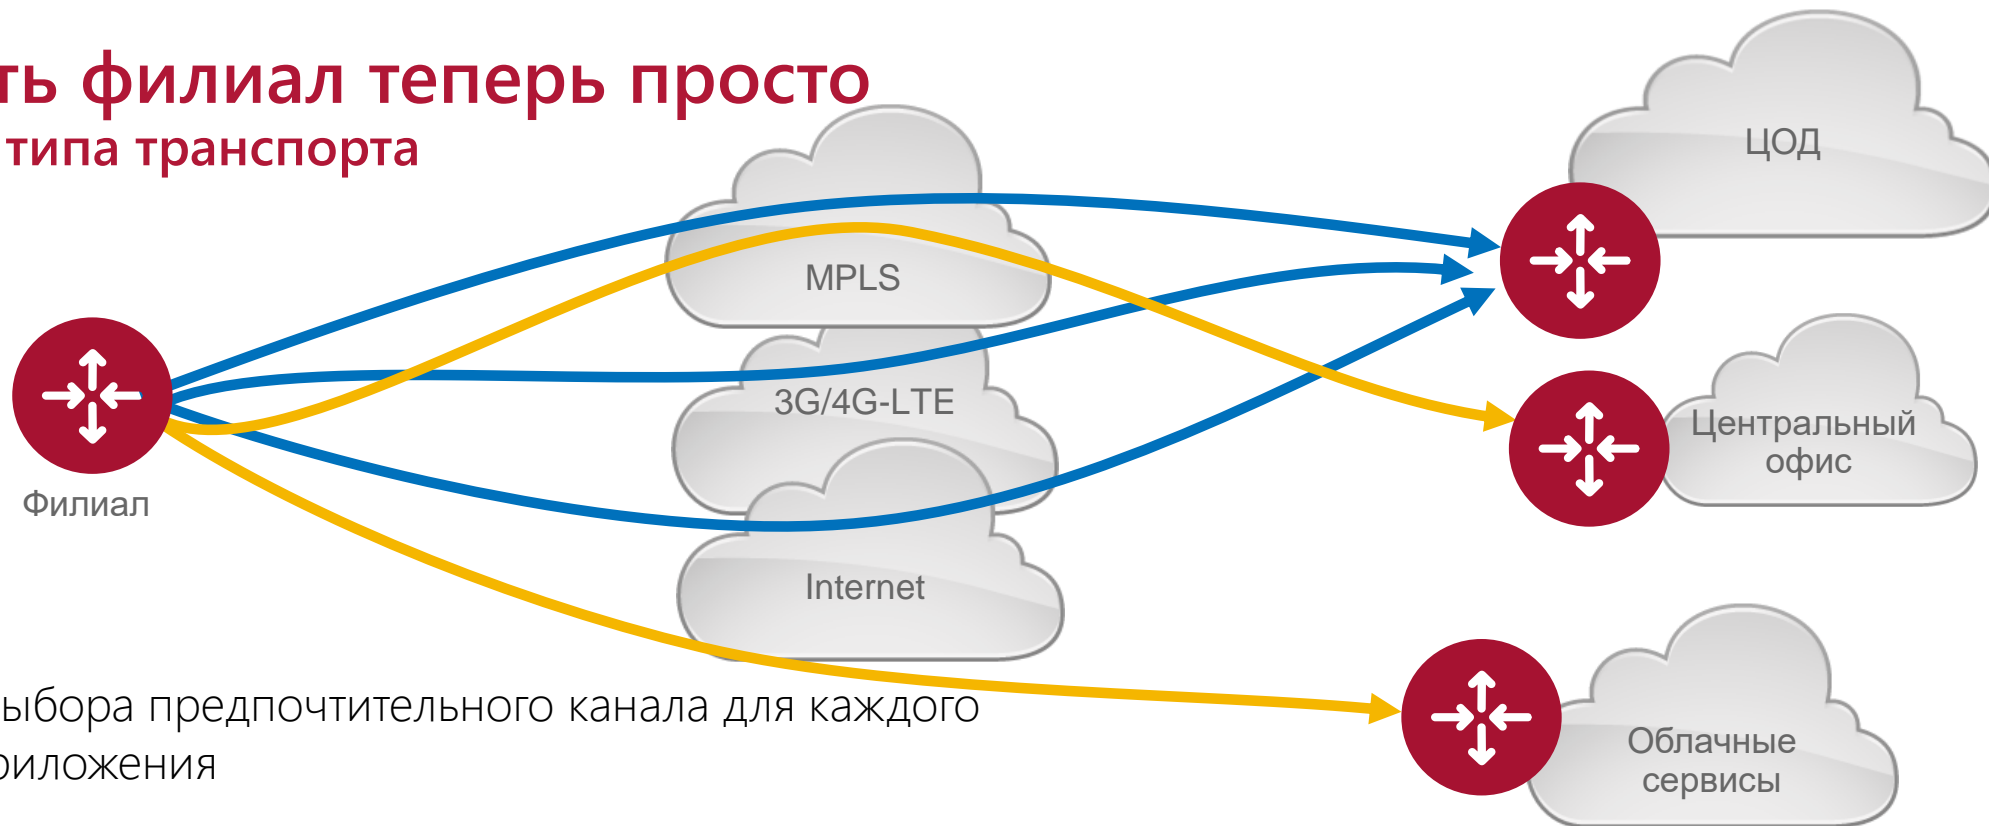 ть филиал теперь просто
типа транспорта
ЦОД
MPLS
3G/4G-LTE
Центральный
офис
Филиал
Internet
ыбора предпочтительного канала для каждого
риложения
Облачные
сервисы